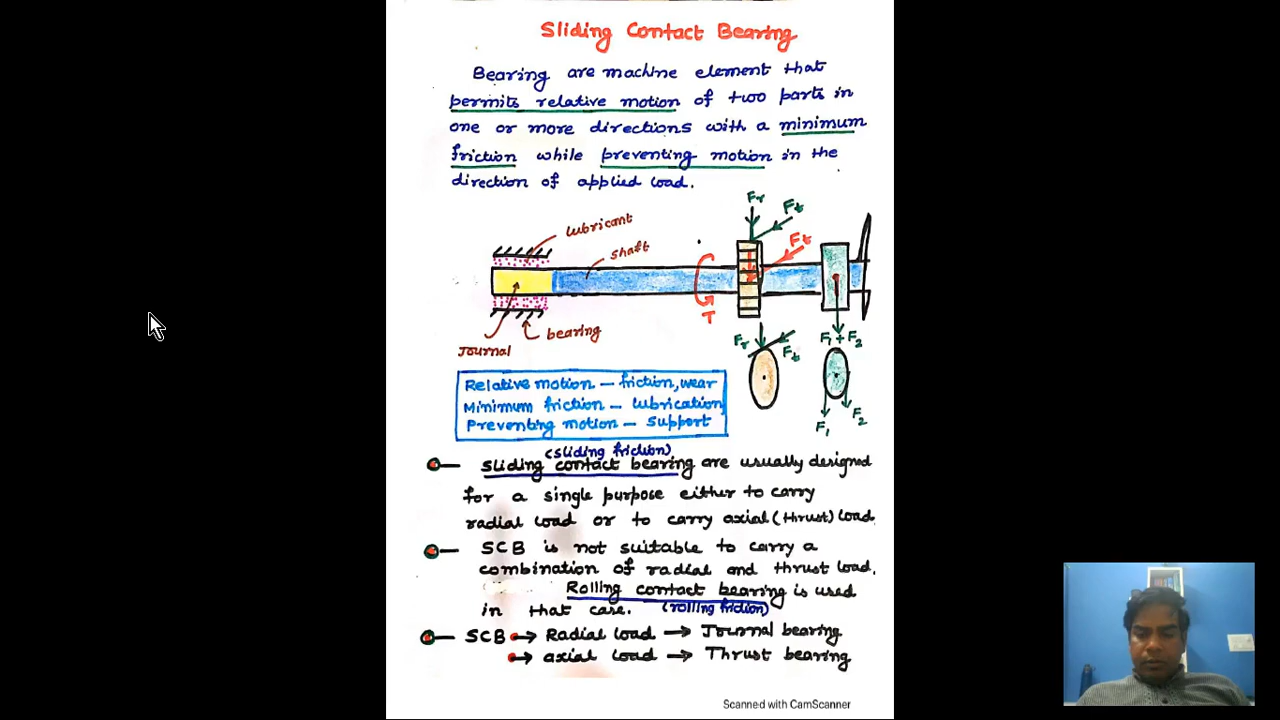 Sliding Contact Bearing
Bearing are machine element that
permits relative motion of two parts in
one or more directions with a minimum
friction while preventing motion in the
direction of applied load.
Fr
Ft
lubricant
shaft
Ft
T
bearing
Journal
Fr
Ft
F1 + F2
F1
F2
Relative motion — friction, wear
Minimum friction — lubrication
Preventing motion — support
(sliding friction)
sliding contact bearing are usually designed
for a single purpose either to carry
radial load or to carry axial (thrust) load.
SCB is not suitable to carry a
combination of radial and thrust load.
Rolling contact bearing is used
in that case. (rolling friction)
SCB → Radial load → Journal bearing
→ axial load → Thrust bearing
Scanned with CamScanner